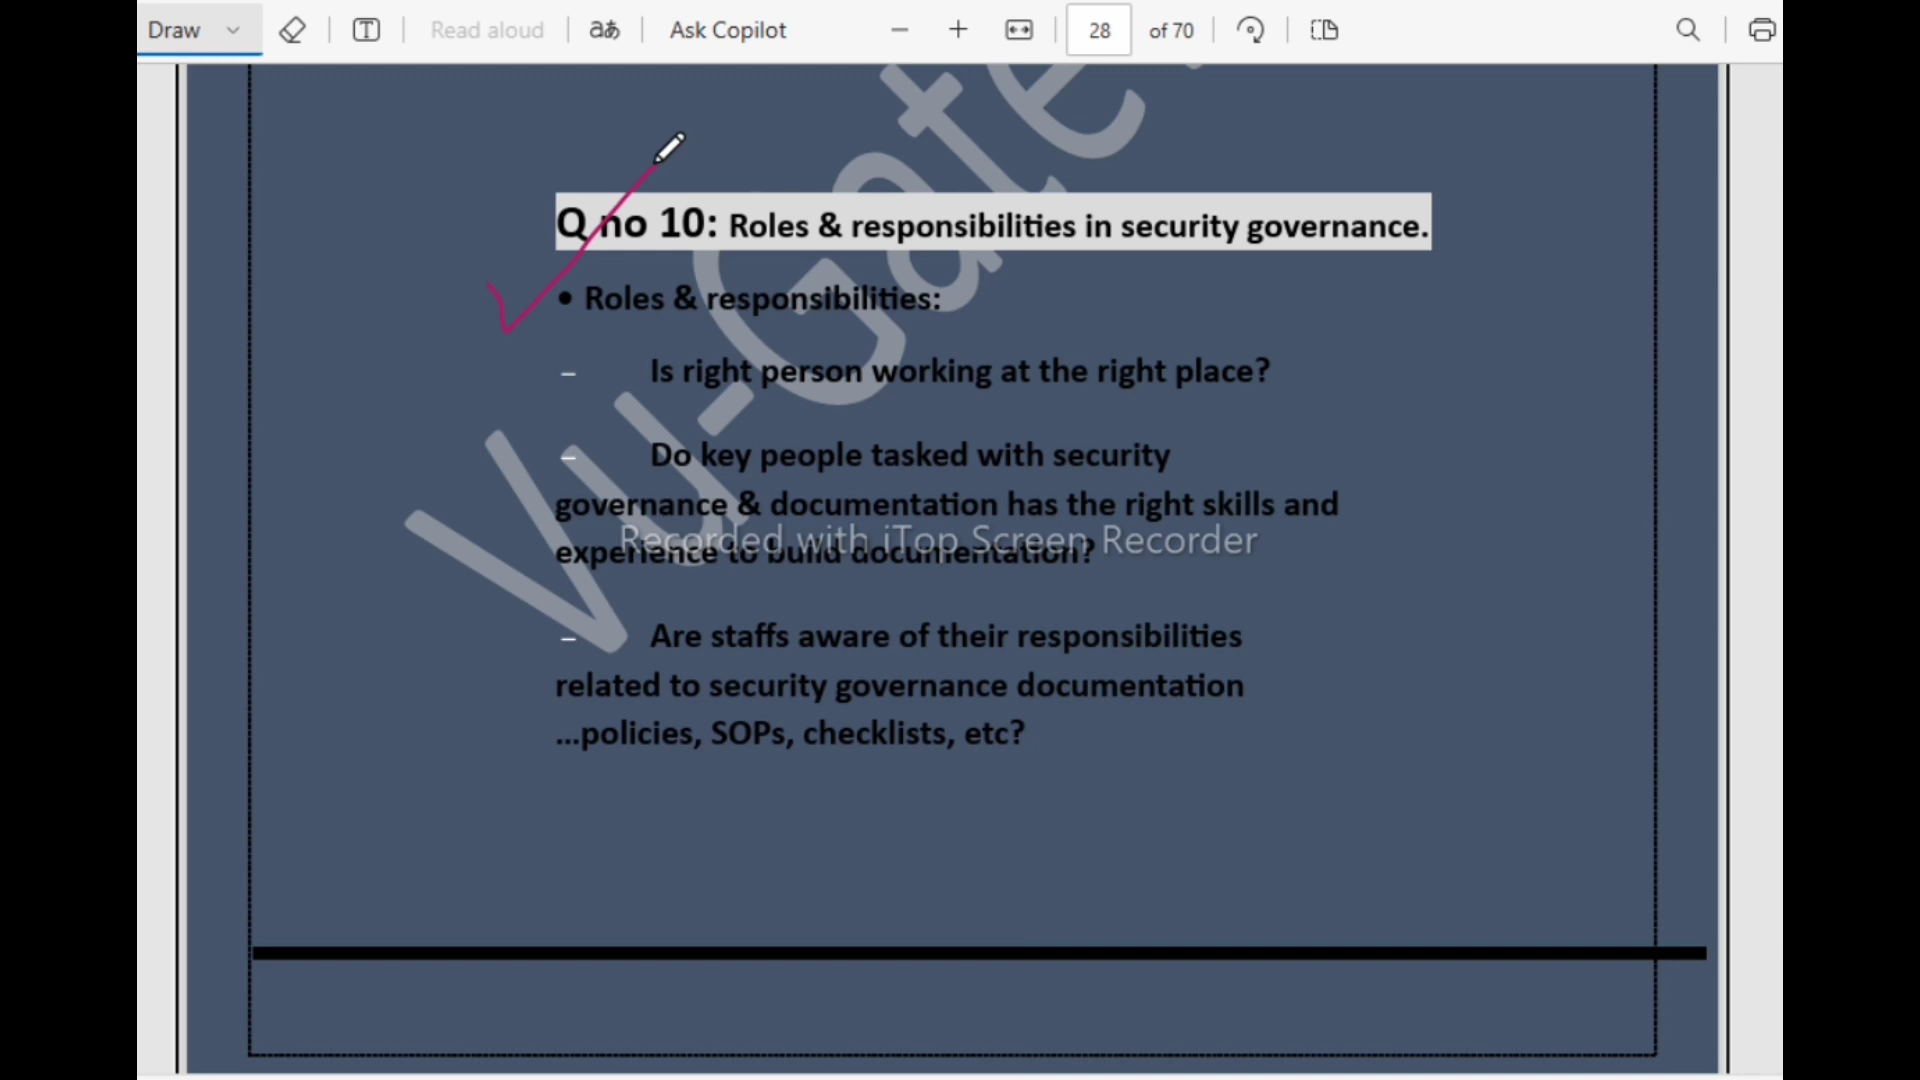 Draw Read aloud aあ Ask Copilot 28 of 70
Q no 10: Roles & responsibilities in security governance.
• Roles & responsibilities:
– Is right person working at the right place?
– Do key people tasked with security
governance & documentation has the right skills and
experience to build documentation?
Recorded with iTop Screen Recorder
– Are staffs aware of their responsibilities
related to security governance documentation
...policies, SOPs, checklists, etc?
Vu-Gate